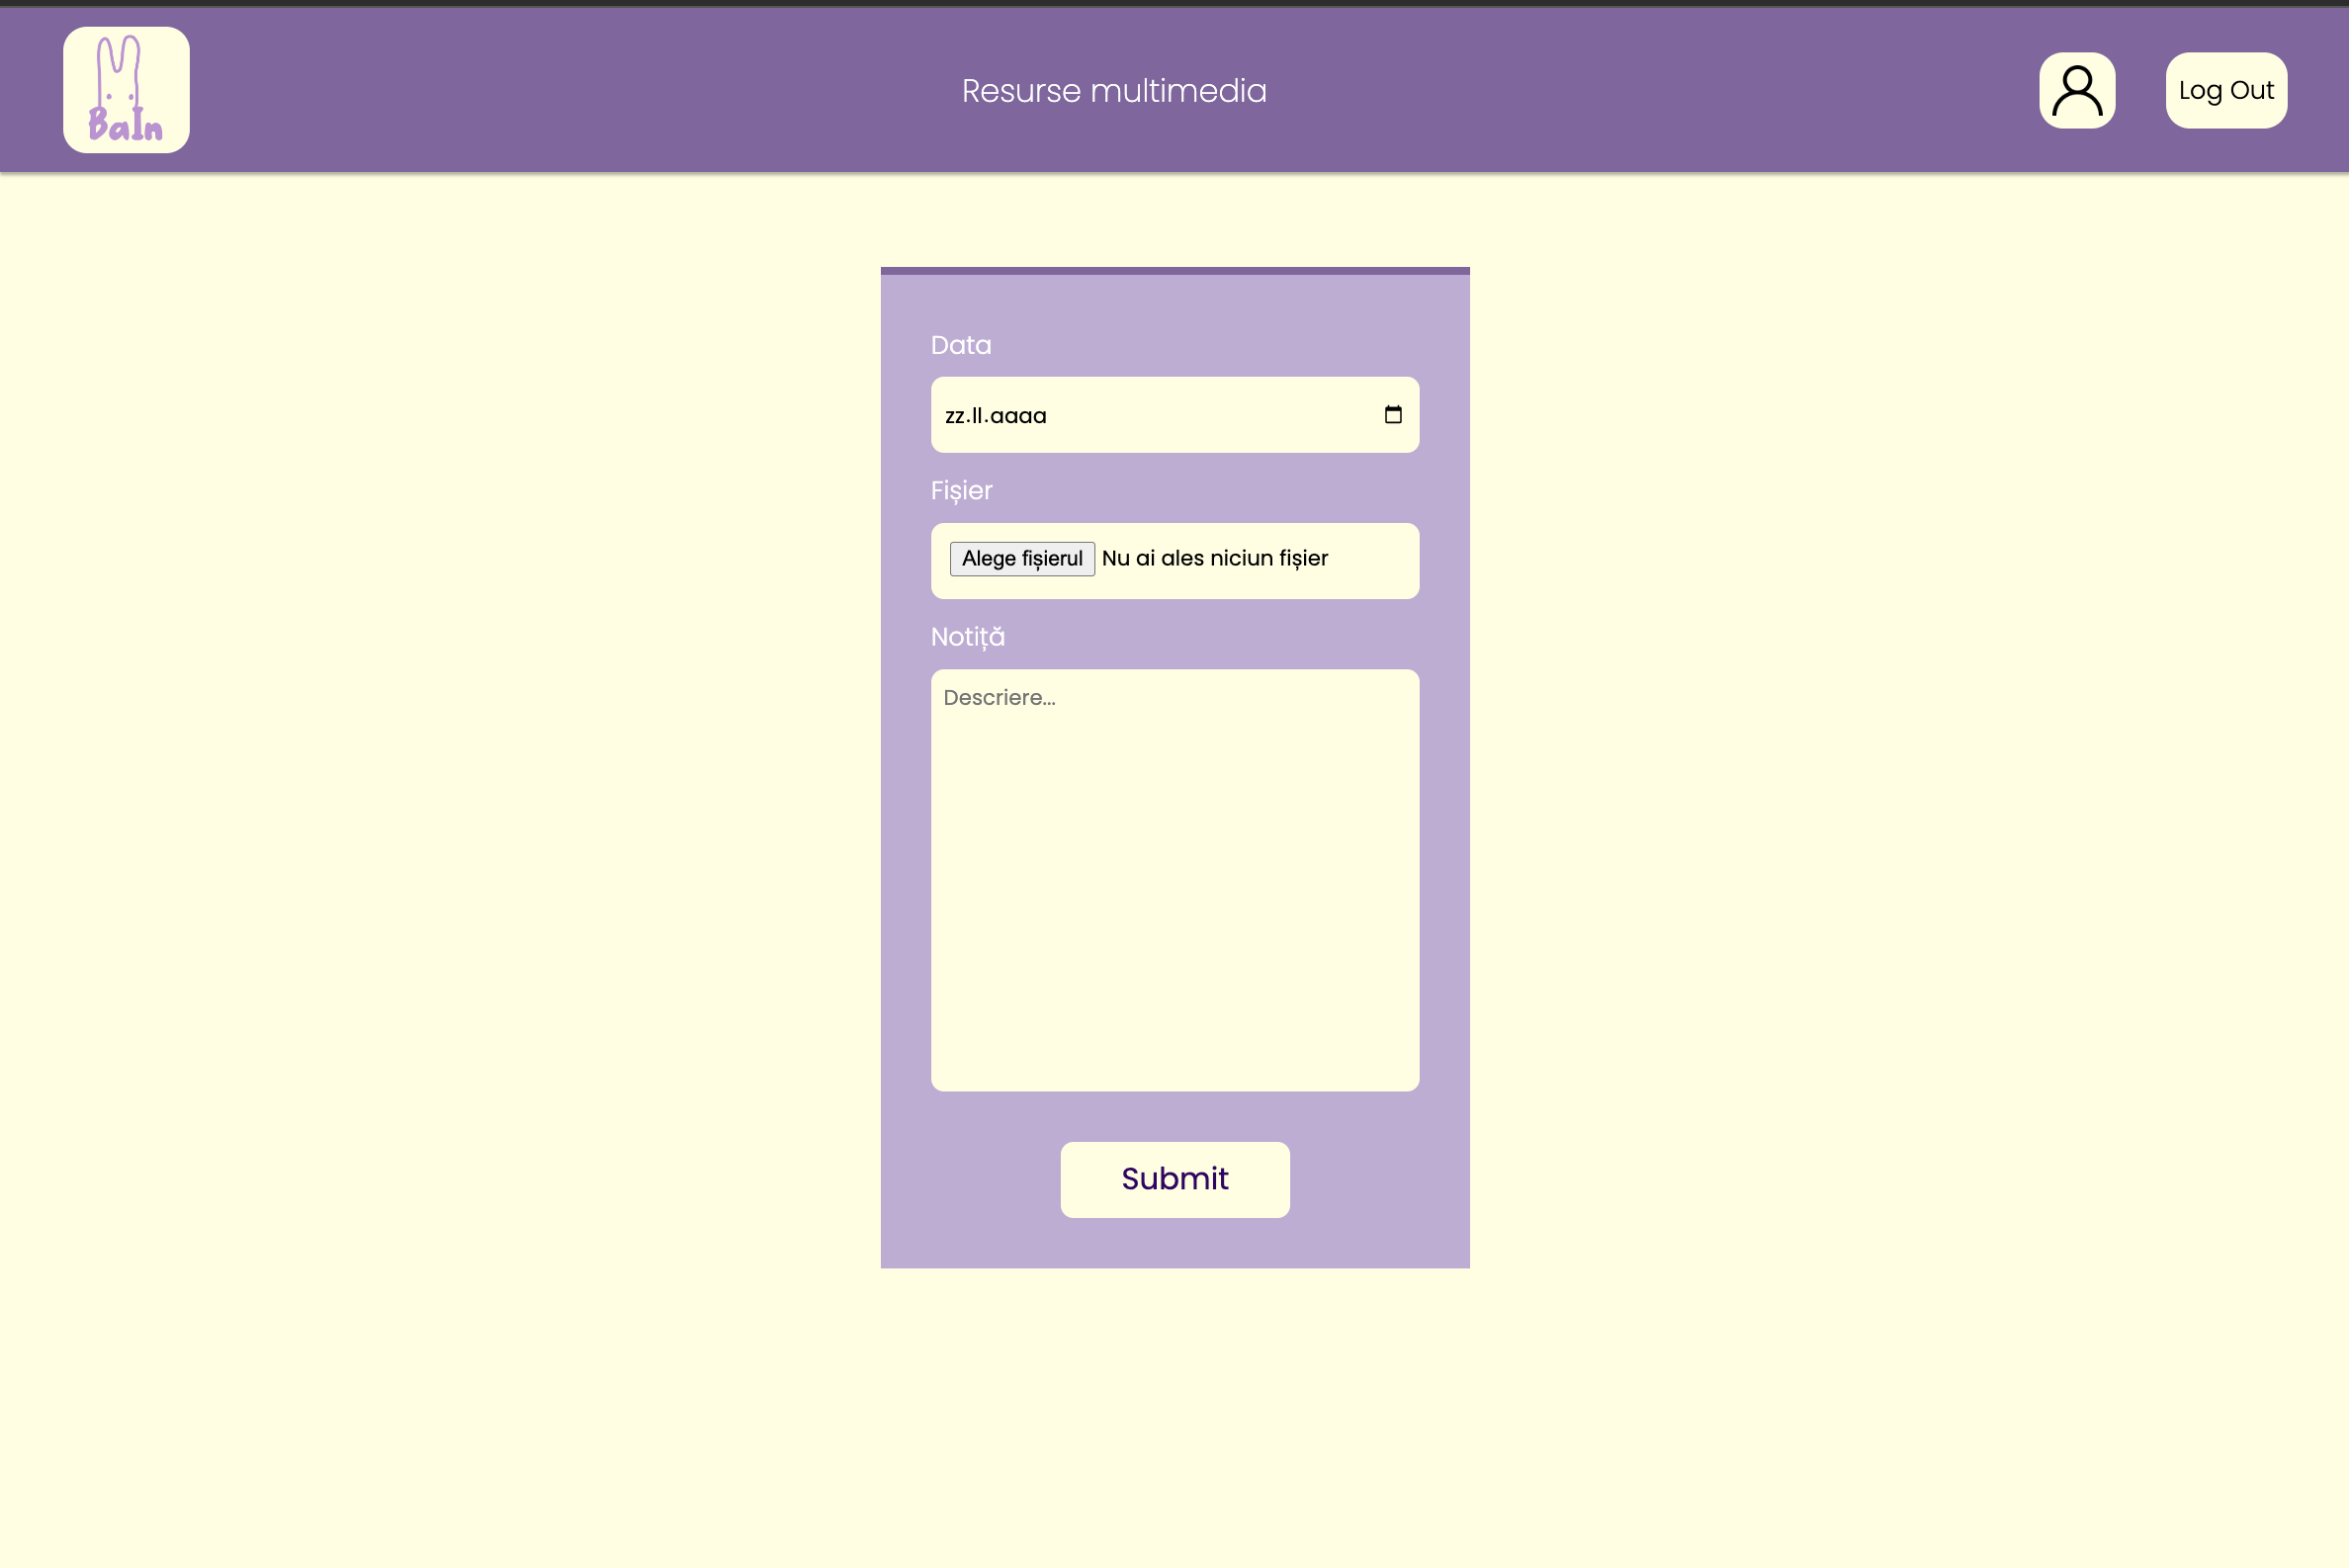 BaIn
Resurse multimedia
Log Out
Data
zz.ll.aaaa
Fișier
Alege fișierul Nu ai ales niciun fișier
Notiță
Descriere...
Submit